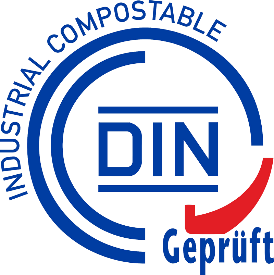 INDUSTRIAL COMPOSTABLE
DIN
Geprüft